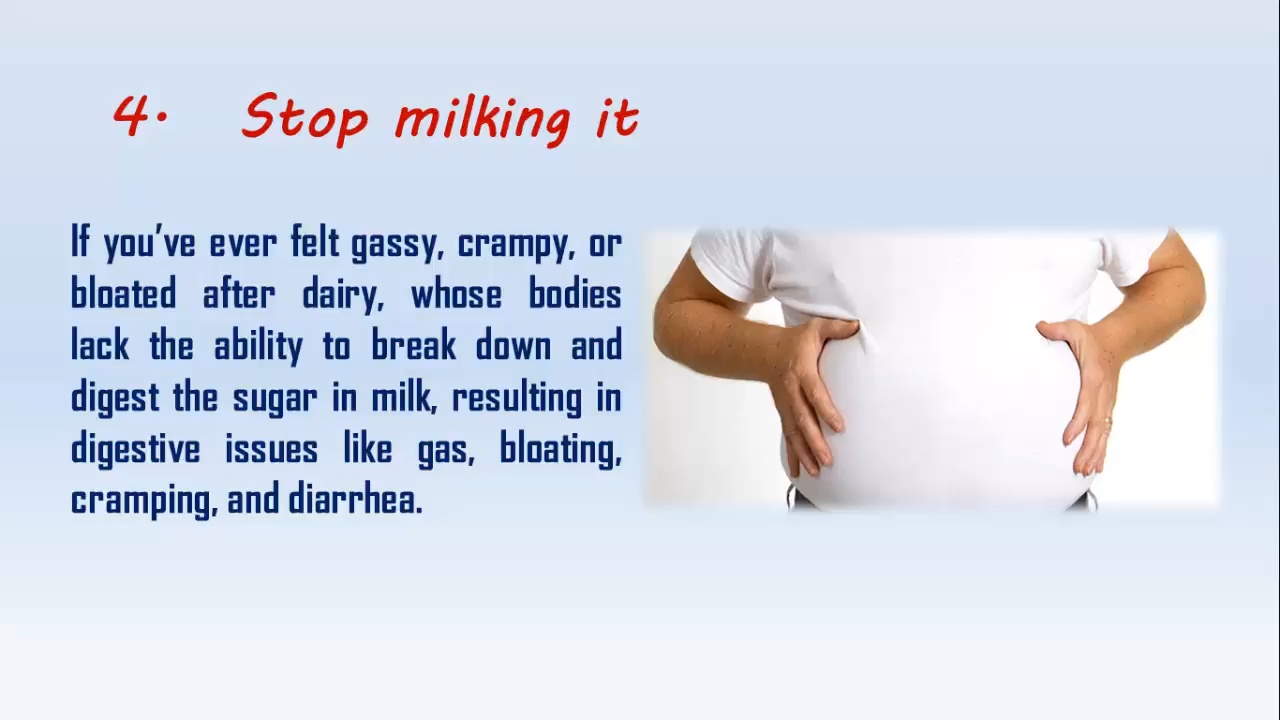 4. Stop milking it
If you've ever felt gassy, crampy, or
bloated after dairy, whose bodies
lack the ability to break down and
digest the sugar in milk, resulting in
digestive issues like gas, bloating,
cramping, and diarrhea.